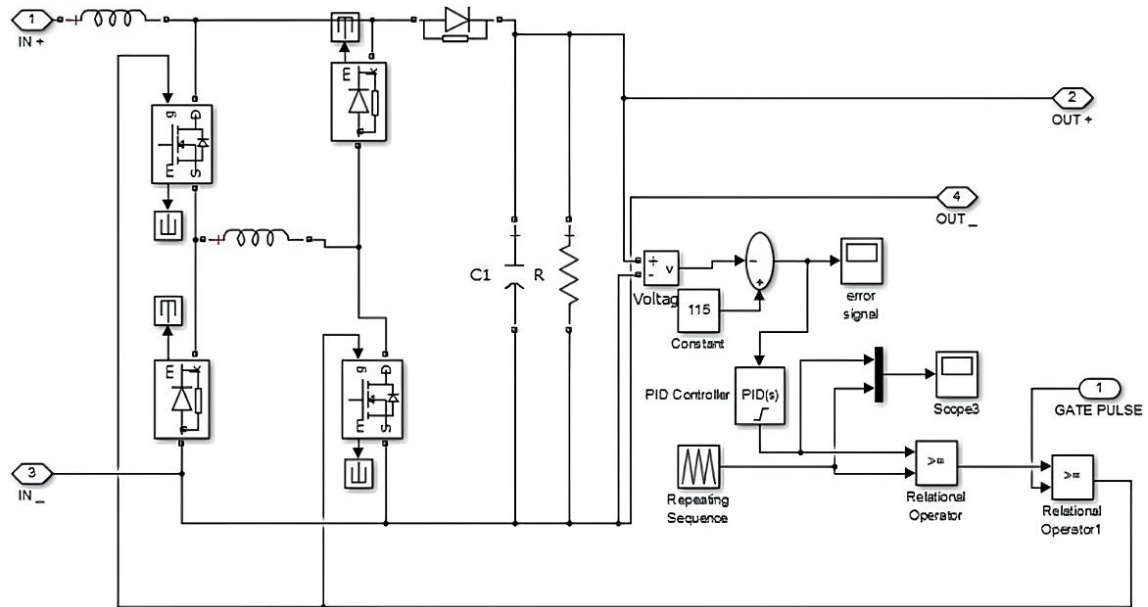 1
IN +
g
D
m
S
m
k
a
m
k
a
g
D
m
S
3
IN _
C1
R
2
OUT +
4
OUT _
+
-
v
Voltag
115
Constant
-
+
error
signal
PID Controller
PID(s)
Scope3
Repeating
Sequence
>=
Relational
Operator
1
GATE PULSE
>=
Relational
Operator1